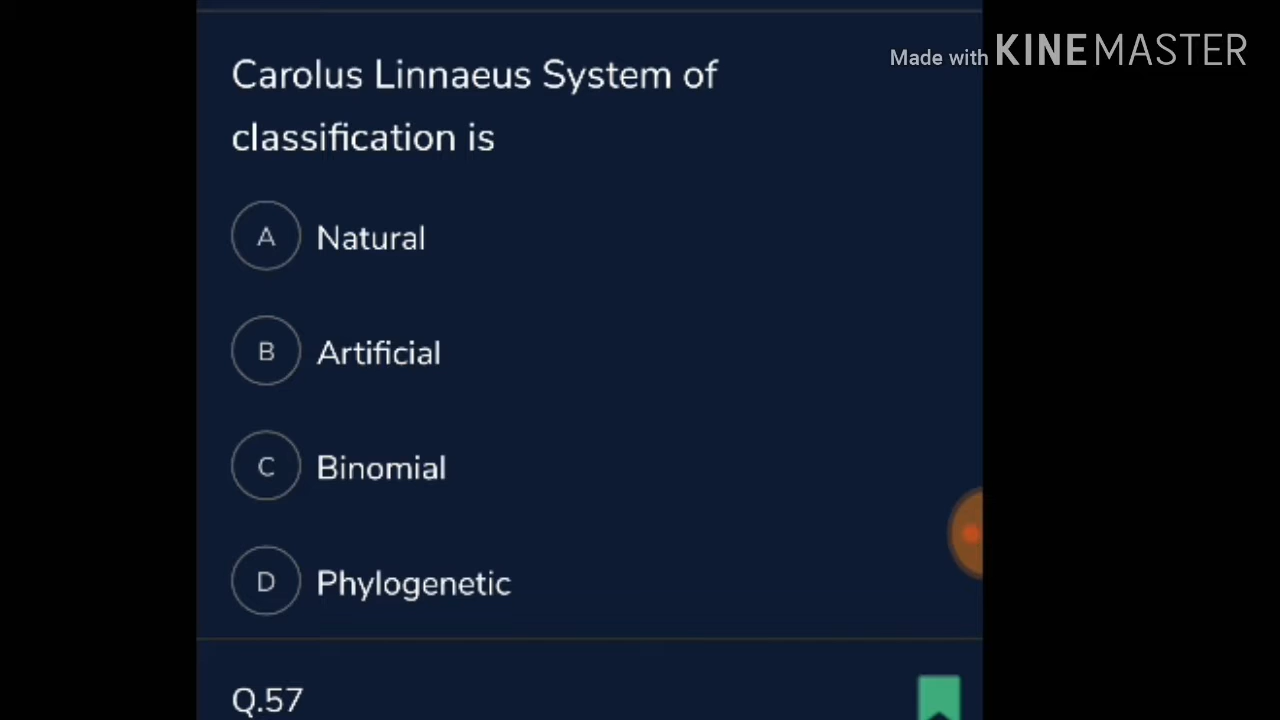 Made with KINEMASTER
Carolus Linnaeus System of
classification is
A Natural
B Artificial
C Binomial
D Phylogenetic
Q.57